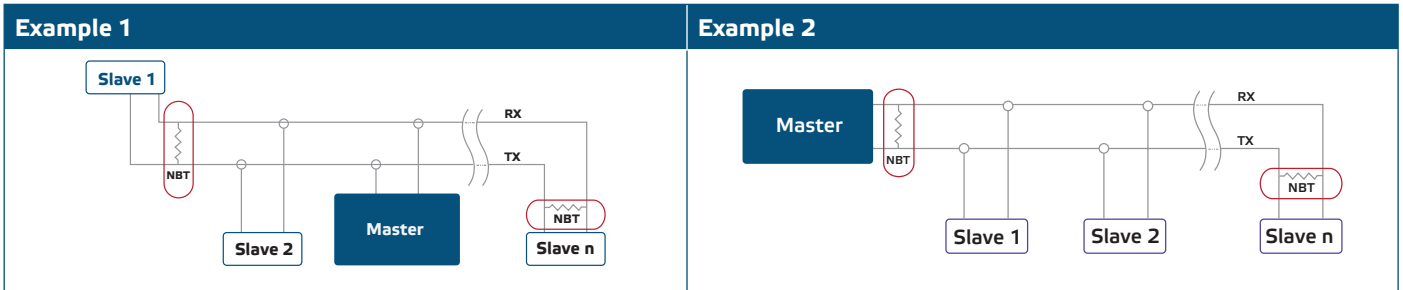 Example 1
Slave 1
RX
TX
NBT
Slave 2
Master
NBT
Slave n
Example 2
Master
NBT
RX
TX
NBT
Slave 1
Slave 2
Slave n